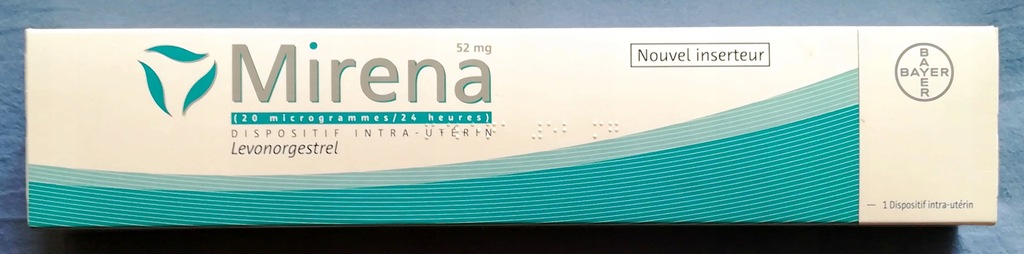 Mirena
52 mg
(20 microgrammes/24 heures)
DISPOSITIF INTRA-UTÉRIN
Levonorgestrel
Nouvel inserteur
BAYER
BAYER
— 1 Dispositif intra-utérin